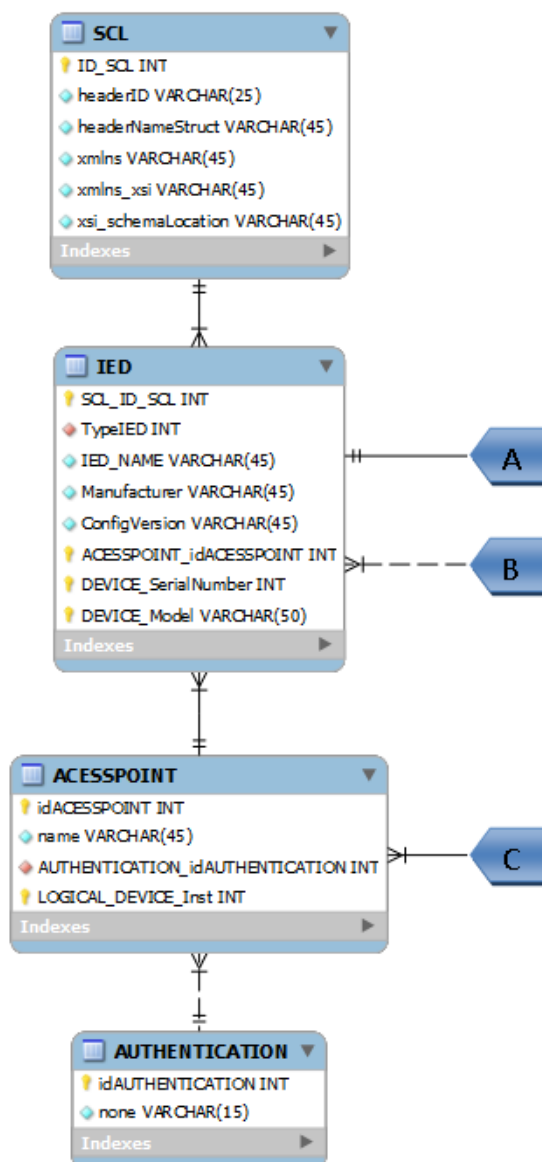 SCL
ID_SCL INT
headerID VARCHAR(25)
headerNameStruct VARCHAR(45)
xmlns VARCHAR(45)
xmlns_xsi VARCHAR(45)
xsi_schemaLocation VARCHAR(45)
Indexes
IED
SCL_ID_SCL INT
TypeIED INT
IED_NAME VARCHAR(45)
Manufacturer VARCHAR(45)
ConfigVersion VARCHAR(45)
ACESSPOINT_idACESSPOINT INT
DEVICE_SerialNumber INT
DEVICE_Model VARCHAR(50)
Indexes
A
B
ACESSPOINT
idACESSPOINT INT
name VARCHAR(45)
AUTHENTICATION_idAUTHENTICATION INT
LOGICAL_DEVICE_Inst INT
Indexes
C
AUTHENTICATION
idAUTHENTICATION INT
none VARCHAR(15)
Indexes